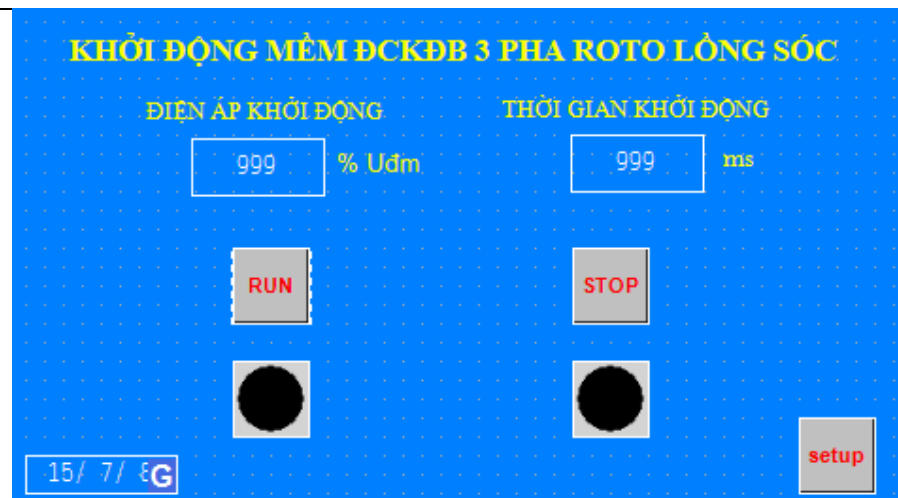 KHỞI ĐỘNG MỀM ĐCKĐB 3 PHA ROTO LỒNG SÓC
ĐIỆN ÁP KHỞI ĐỘNG
THỜI GIAN KHỞI ĐỘNG
999 % Uđm
999 ms
RUN
STOP
setup
15/ 7/ G